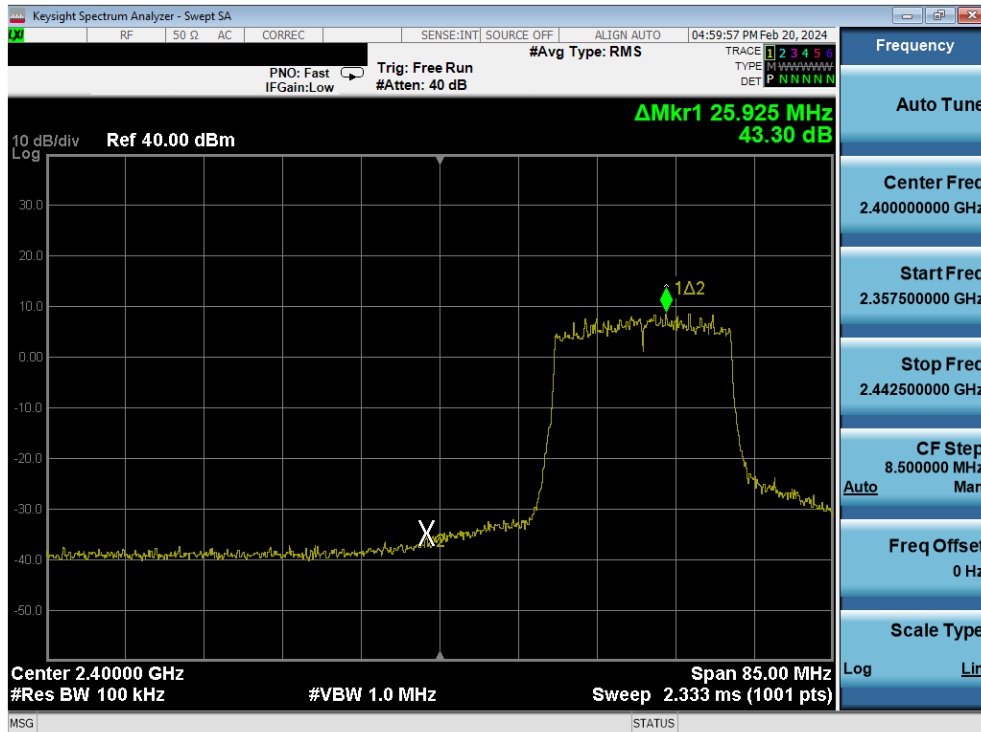 Keysight Spectrum Analyzer - Swept SA
LXI RF 50 Ω AC CORREC SENSE:INT SOURCE OFF ALIGN AUTO 04:59:57 PM Feb 20, 2024
PNO: Fast
IFGain:Low
Trig: Free Run
#Atten: 40 dB
#Avg Type: RMS
TRACE 1 2 3 4 5 6
TYPE M WWWWW
DET P N N N N N
ΔMkr1 25.925 MHz
43.30 dB
10 dB/div
Log
Ref 40.00 dBm
30.0
20.0
10.0
0.00
-10.0
-20.0
-30.0
-40.0
-50.0
1Δ2
X2
Center 2.40000 GHz
Span 85.00 MHz
#Res BW 100 kHz
#VBW 1.0 MHz
Sweep 2.333 ms (1001 pts)
MSG
STATUS
Frequency
Auto Tune
Center Freq
2.400000000 GHz
Start Freq
2.357500000 GHz
Stop Freq
2.442500000 GHz
CF Step
8.500000 MHz
Auto Man
Freq Offset
0 Hz
Scale Type
Log Lin